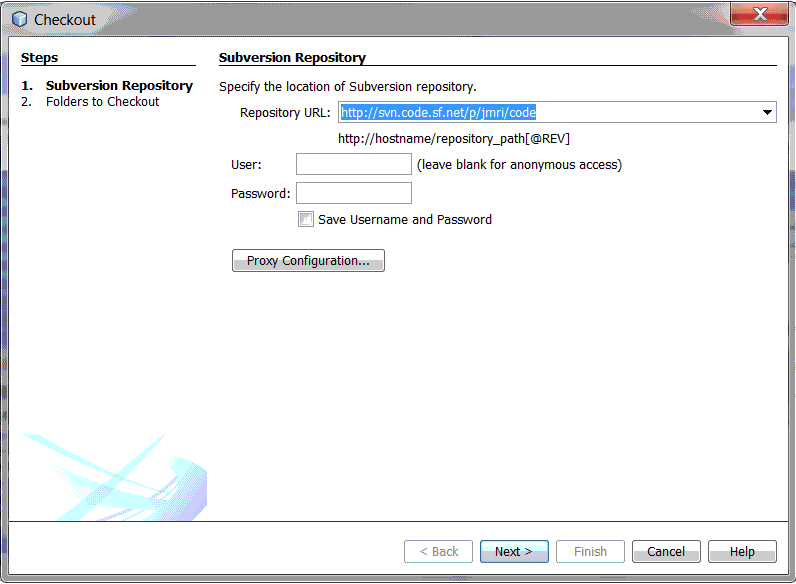 Checkout
Steps
1. Subversion Repository
2. Folders to Checkout
Subversion Repository
Specify the location of Subversion repository.
Repository URL: http://svn.code.sf.net/p/jmri/code
http://hostname/repository_path[@REV]
User: (leave blank for anonymous access)
Password:
Save Username and Password
Proxy Configuration...
< Back Next > Finish Cancel Help